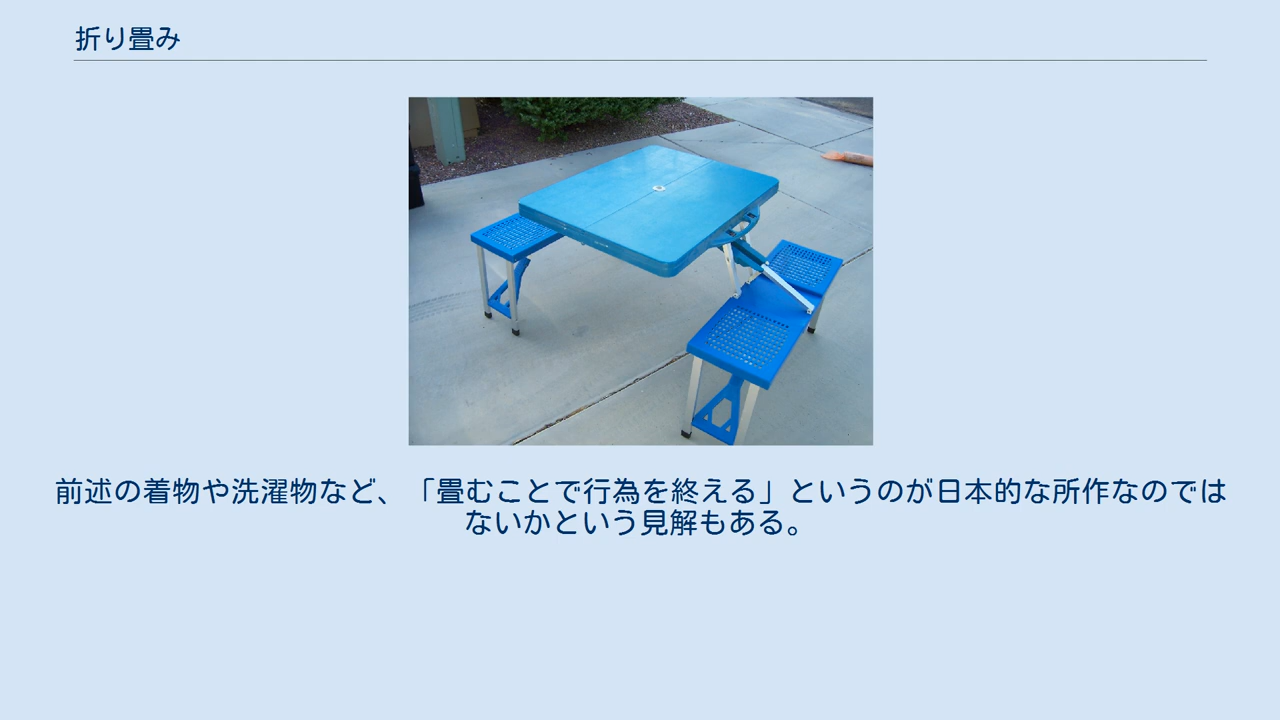 折り畳み
前述の着物や洗濯物など、「畳むことで行為を終える」というのが日本的な所作なのでは
ないかという見解もある。